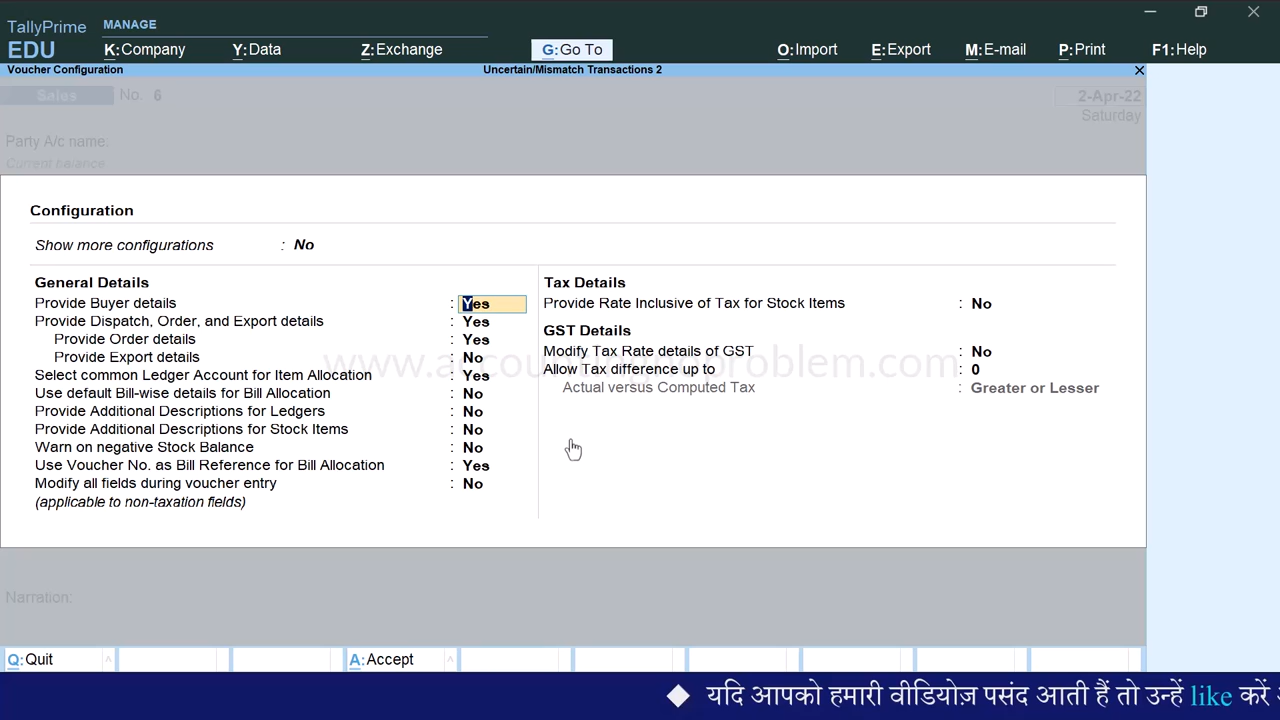 TallyPrime MANAGE
EDU K:Company Y:Data Z:Exchange G:Go To O:Import E:Export M:E-mail P:Print F1:Help
Voucher Configuration Uncertain/Mismatch Transactions 2
Sales No. 6 2-Apr-22
Saturday
Party A/c name:
Current balance
Configuration
Show more configurations : No
General Details Tax Details
Provide Buyer details : Yes Provide Rate Inclusive of Tax for Stock Items : No
Provide Dispatch, Order, and Export details : Yes GST Details
Provide Order details : Yes Modify Tax Rate details of GST : No
Provide Export details : No Allow Tax difference up to : 0
www.accountingproblem.com
Select common Ledger Account for Item Allocation : Yes Actual versus Computed Tax : Greater or Lesser
Use default Bill-wise details for Bill Allocation : No
Provide Additional Descriptions for Ledgers : No
Provide Additional Descriptions for Stock Items : No
Warn on negative Stock Balance : No
Use Voucher No. as Bill Reference for Bill Allocation : Yes
Modify all fields during voucher entry : No
(applicable to non-taxation fields)
Narration:
Q:Quit ^ A:Accept ^
◆ यदि आपको हमारी वीडियोज़ पसंद आती हैं तो उन्हें like करें